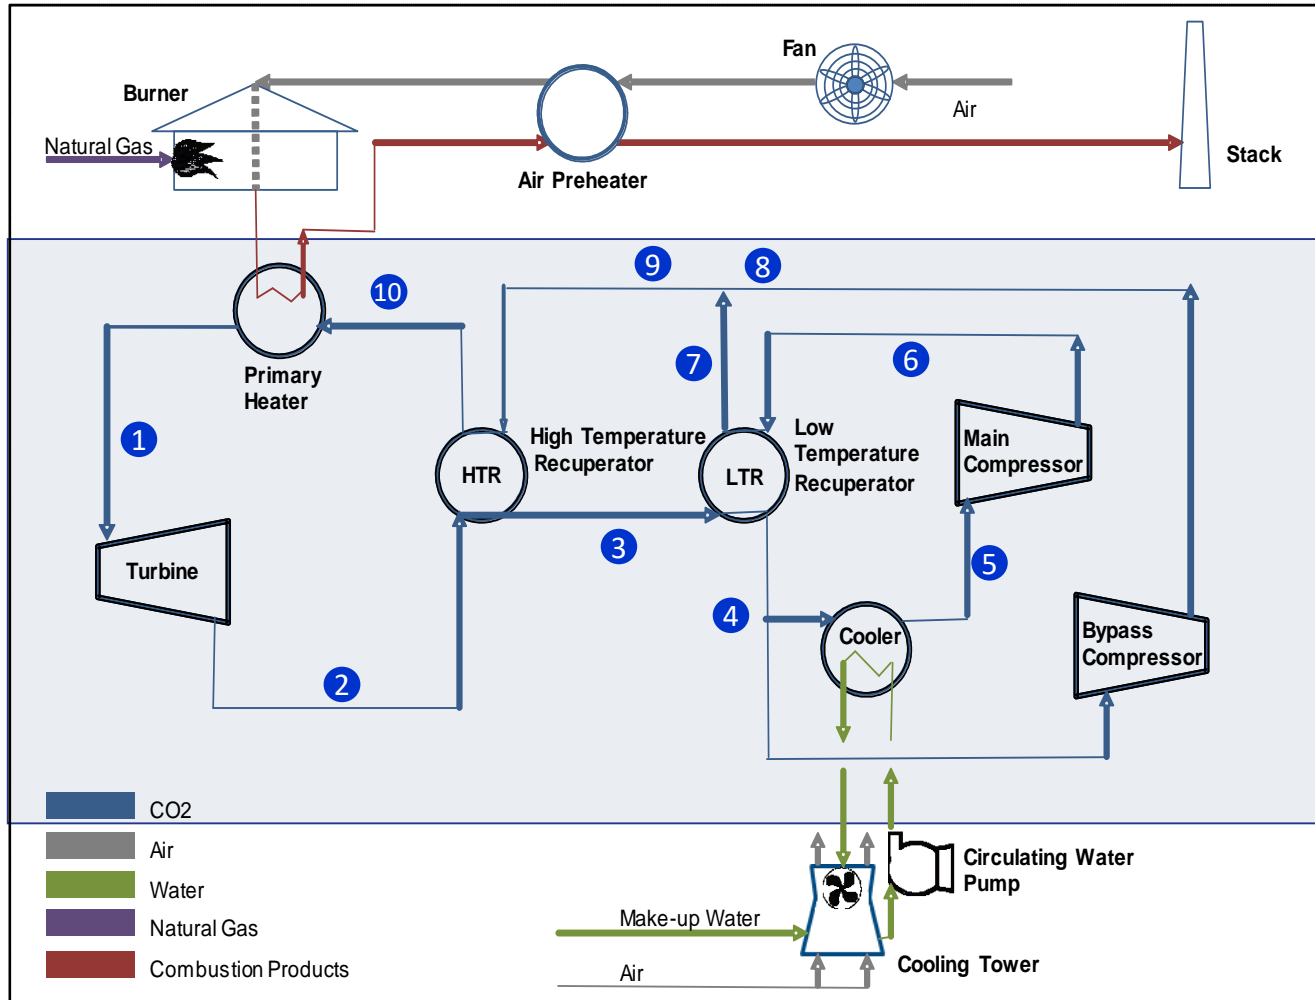 Fan
Burner
Air
Natural Gas
Stack
Air Preheater
9
8
10
Primary
Heater
7
6
1
High Temperature
Recuperator
Low
Temperature
Recuperator
Main
Compressor
HTR
LTR
3
5
Turbine
4
Cooler
Bypass
Compressor
2
CO2
Air
Water
Natural Gas
Combustion Products
Circulating Water
Pump
Make-up Water
Air
Cooling Tower